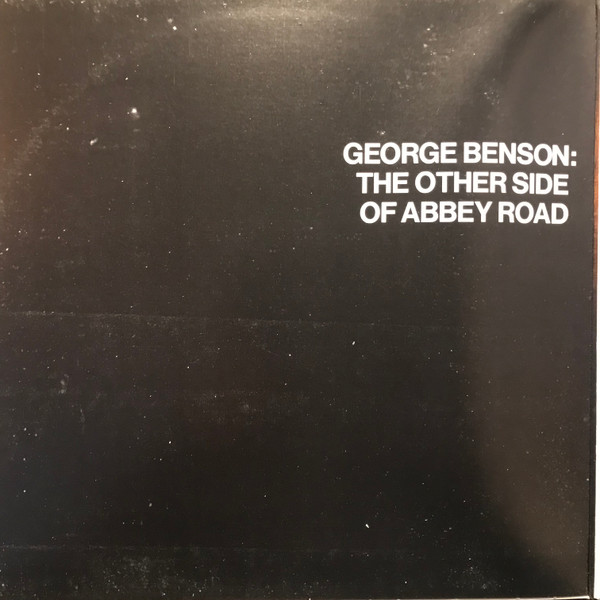 GEORGE BENSON:
THE OTHER SIDE
OF ABBEY ROAD